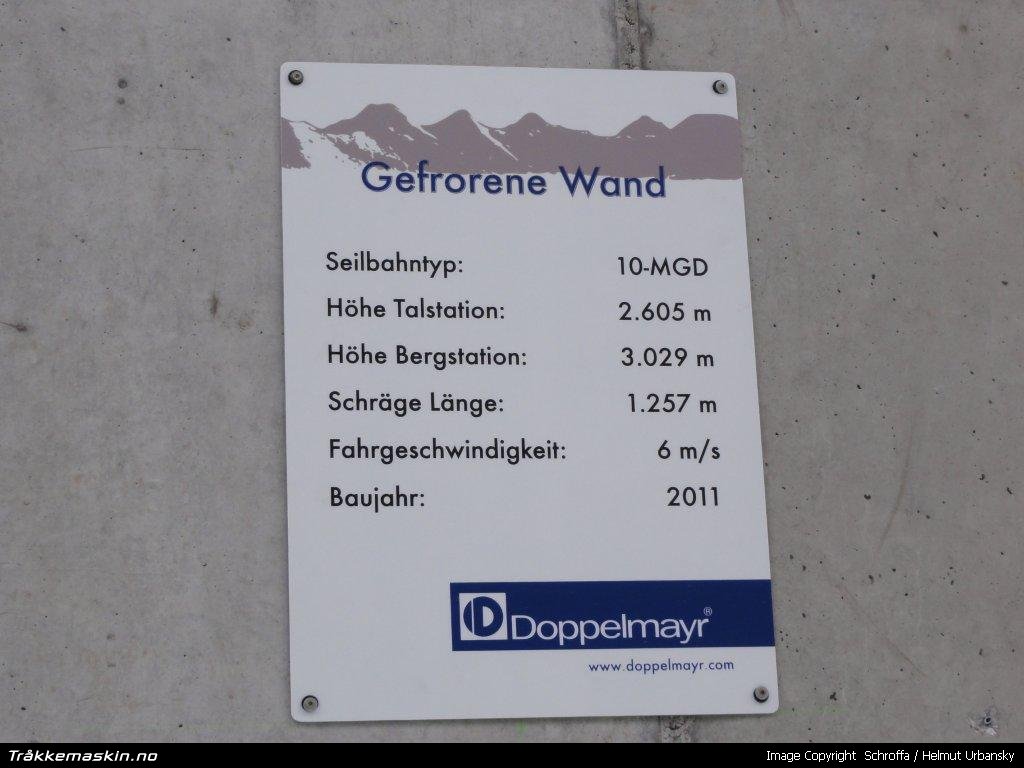 Gefrorene Wand
Seilbahntyp: 10-MGD
Höhe Talstation: 2.605 m
Höhe Bergstation: 3.029 m
Schräge Länge: 1.257 m
Fahrgeschwindigkeit: 6 m/s
Baujahr: 2011
Doppelmayr®
www.doppelmayr.com
Tråkkemaskin.no Image Copyright Schroffa / Helmut Urbansky